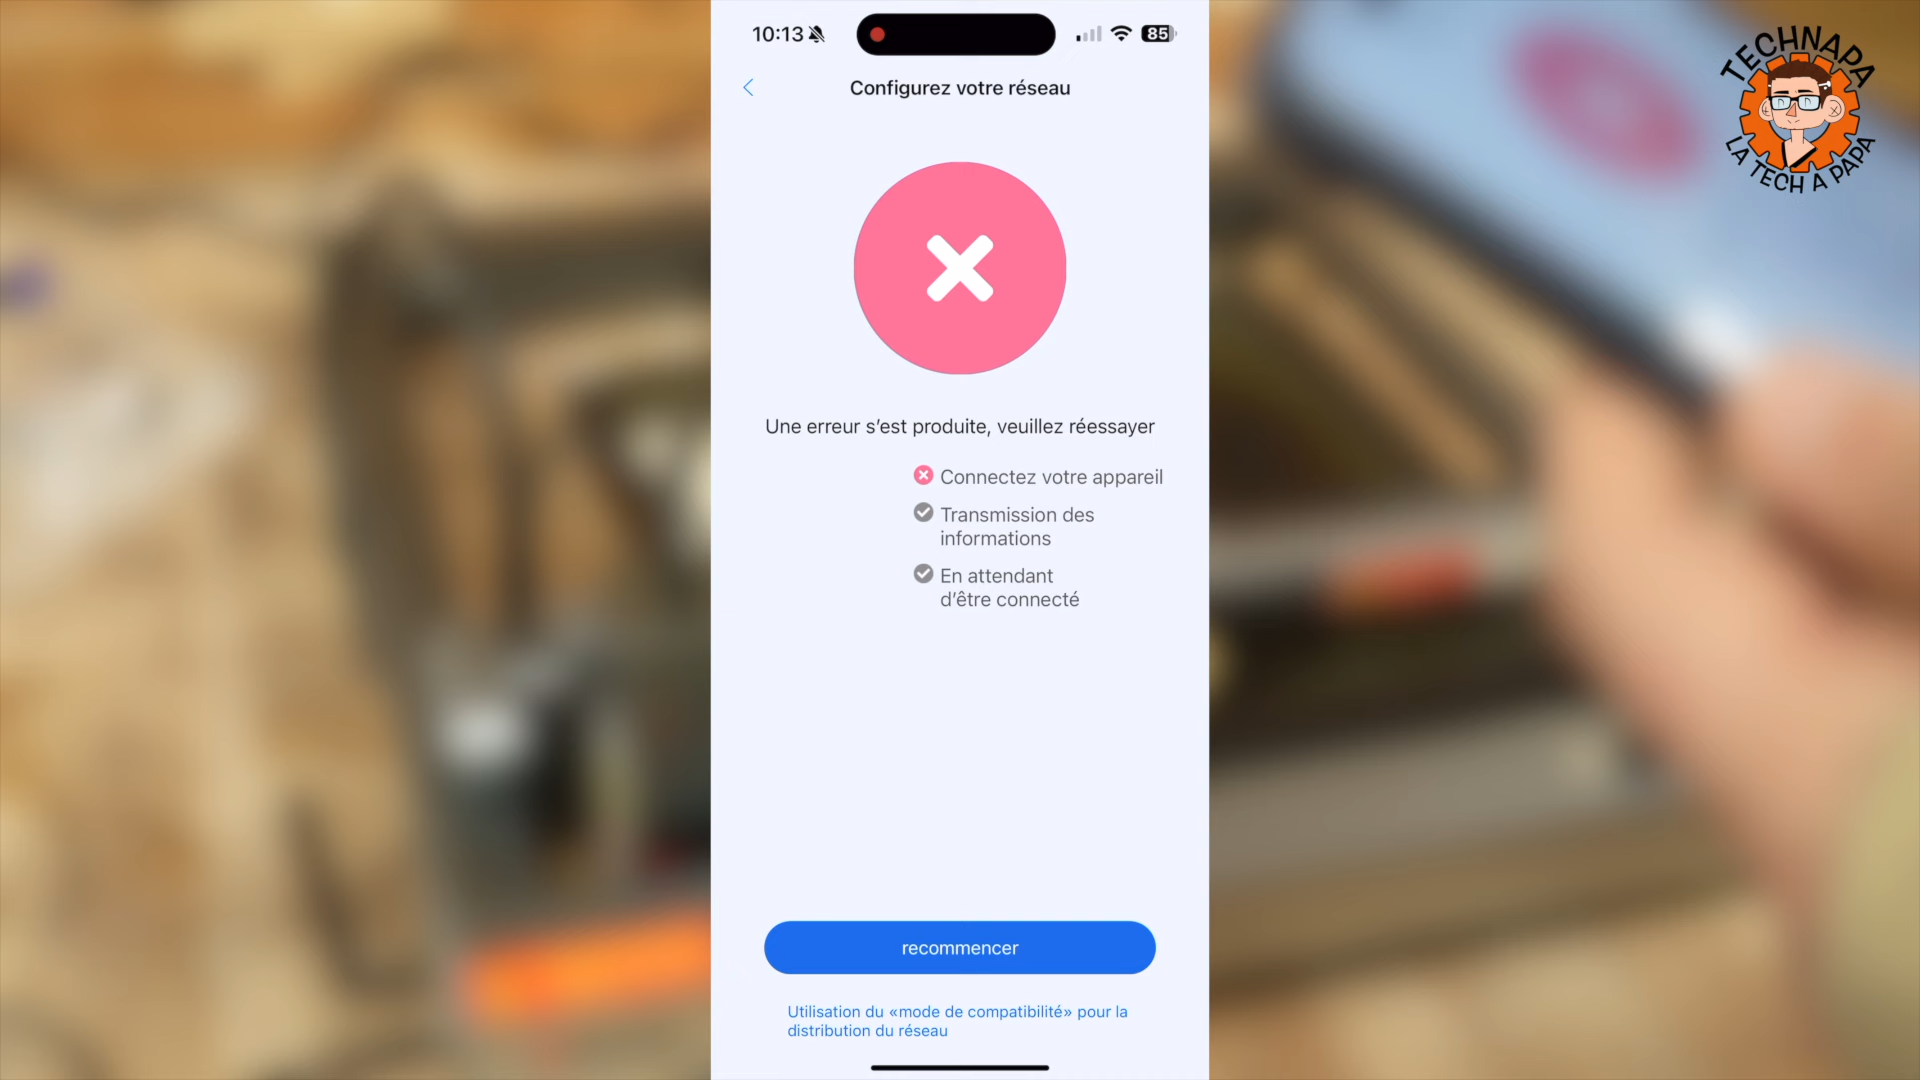 10:13
85
Configurez votre réseau
TECHNAPA
LA TECH A PAPA
Une erreur s’est produite, veuillez réessayer
Connectez votre appareil
Transmission des
informations
En attendant
d’être connecté
recommencer
Utilisation du «mode de compatibilité» pour la
distribution du réseau